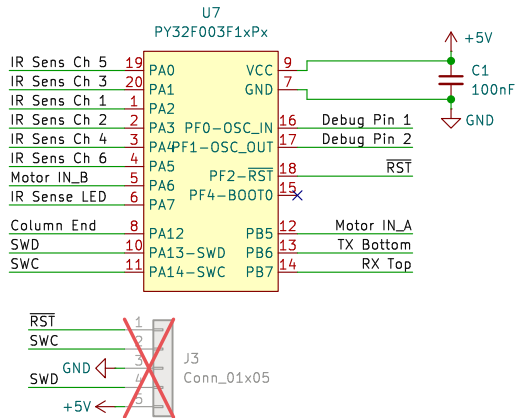 U7
PY32F003F1xPx
IR Sens Ch 5 19 PA0 VCC 9 +5V
IR Sens Ch 3 20 PA1 GND 7 C1
100nF
IR Sens Ch 1 1 PA2
IR Sens Ch 2 2 PA3 PF0-OSC_IN 16 Debug Pin 1 GND
IR Sens Ch 4 3 PA4 PF1-OSC_OUT 17 Debug Pin 2
IR Sens Ch 6 4 PA5 PF2-RST 18 RST
Motor IN_B 5 PA6 PF4-BOOT0 15
IR Sense LED 6 PA7
Column End 8 PA12 PB5 12 Motor IN_A
SWD 10 PA13-SWD PB6 13 TX Bottom
SWC 11 PA14-SWC PB7 14 RX Top
RST 1
SWC 2
GND 3 J3
SWD 4 Conn_01x05
+5V 5